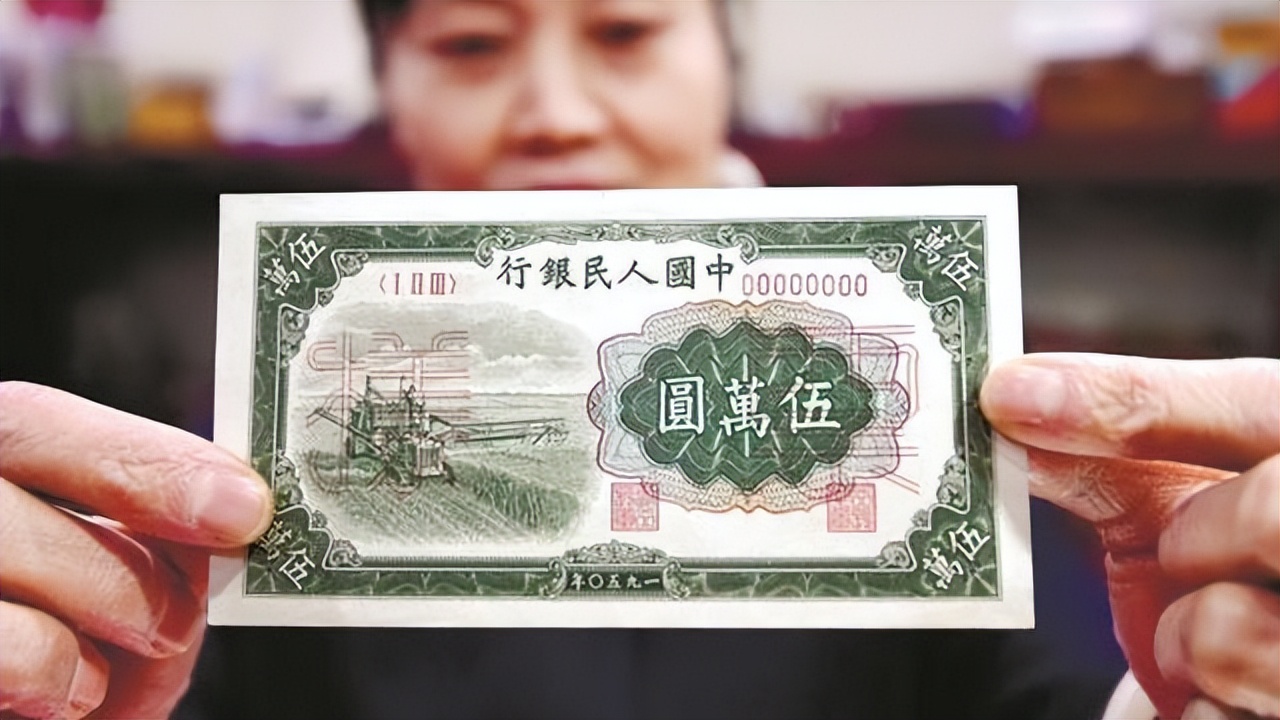 伍萬
伍萬
〈I II III〉
中國人民銀行
00000000
伍萬圓
伍萬
伍萬
一九五〇年